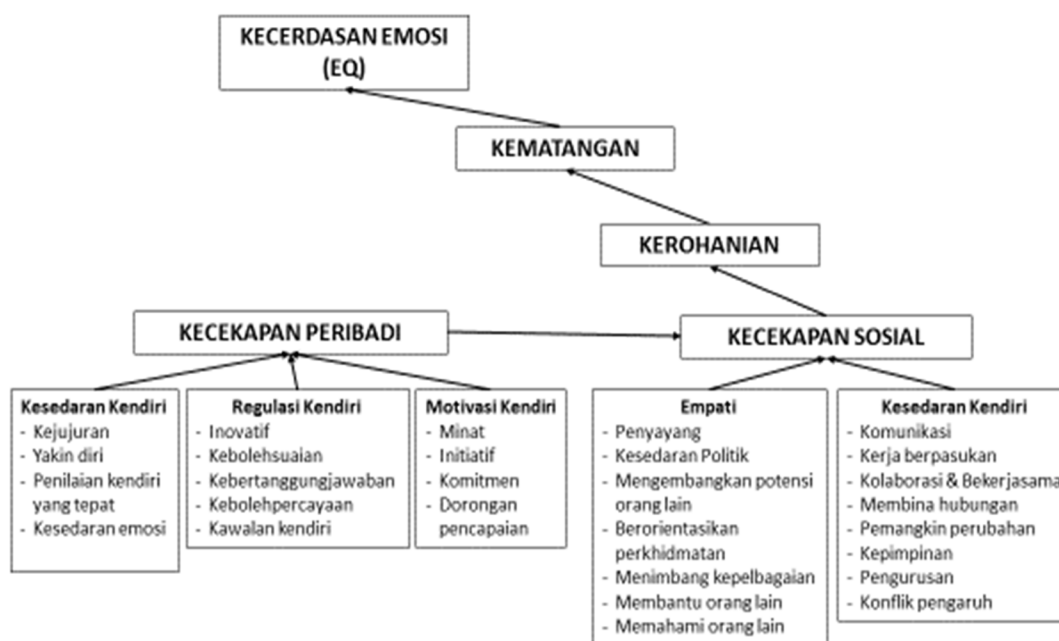 KECERDASAN EMOSI
(EQ)
KEMATANGAN
KEROHANIAN
KECEKAPAN PERIBADI
KECEKAPAN SOSIAL
Kesedaran Kendiri
- Kejujuran
- Yakin diri
- Penilaian kendiri
yang tepat
- Kesedaran emosi
Regulasi Kendiri
- Inovatif
- Kebolehsuaian
- Kebertanggungjawaban
- Kebolehpercayaan
- Kawalan kendiri
Motivasi Kendiri
- Minat
- Initiatif
- Komitmen
- Dorongan
pencapaian
Empati
- Penyayang
- Kesedaran Politik
- Mengembangkan potensi
orang lain
- Berorientasikan
perkhidmatan
- Menimbang kepelbagaian
- Membantu orang lain
- Memahami orang lain
Kesedaran Kendiri
- Komunikasi
- Kerja berpasukan
- Kolaborasi & Bekerjasama
- Membina hubungan
- Pemangkin perubahan
- Kepimpinan
- Pengurusan
- Konflik pengaruh